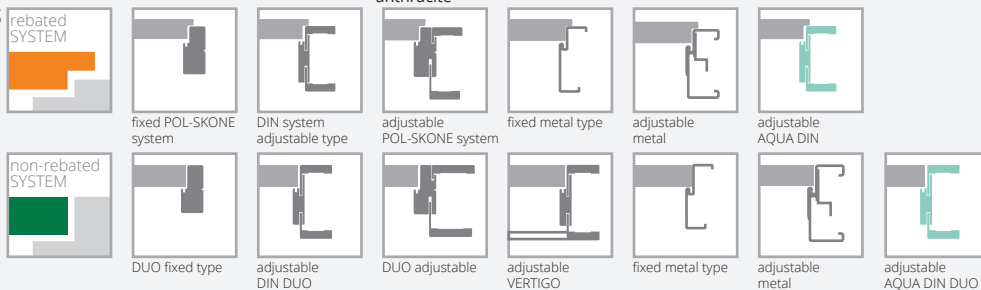 anthracite
rebated
SYSTEM
fixed POL-SKONE
system
DIN system
adjustable type
adjustable
POL-SKONE system
fixed metal type
adjustable
metal
adjustable
AQUA DIN
non-rebated
SYSTEM
DUO fixed type
adjustable
DIN DUO
DUO adjustable
adjustable
VERTIGO
fixed metal type
adjustable
metal
adjustable
AQUA DIN DUO